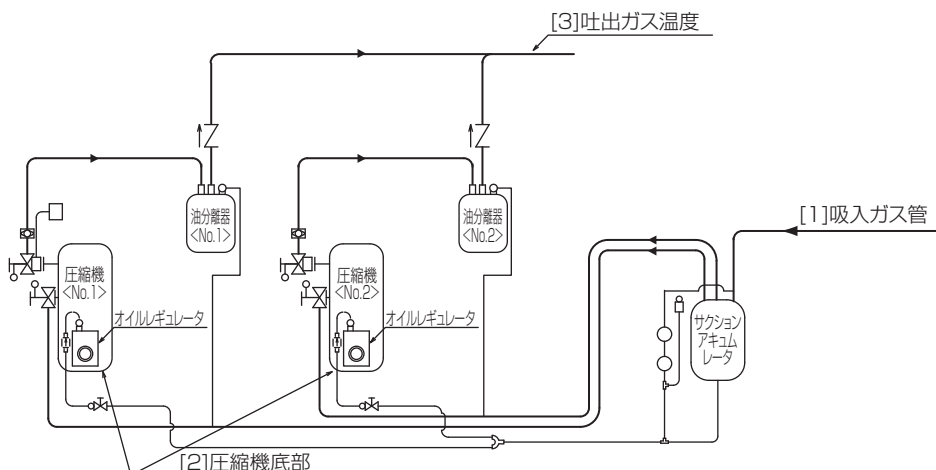 [3]吐出ガス温度
油分離器
<No.1>
油分離器
<No.2>
[1]吸入ガス管
圧縮機
<No.1>
圧縮機
<No.2>
オイルレギュレータ
オイルレギュレータ
サクション
アキュム
レータ
[2]圧縮機底部